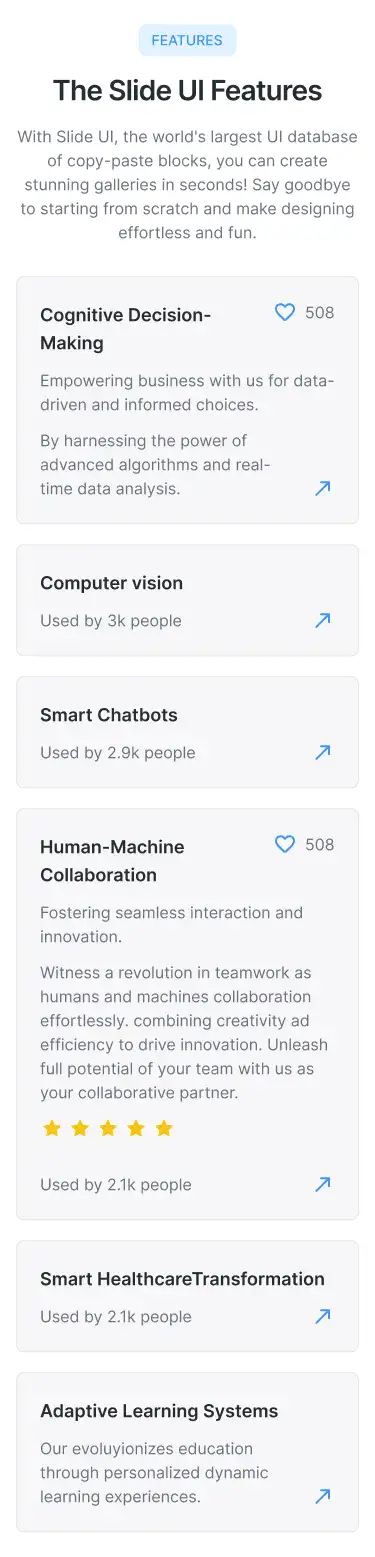 FEATURES
The Slide UI Features
With Slide UI, the world's largest UI database
of copy-paste blocks, you can create
stunning galleries in seconds! Say goodbye
to starting from scratch and make designing
effortless and fun.
Cognitive Decision-
Making
508
Empowering business with us for data-
driven and informed choices.
By harnessing the power of
advanced algorithms and real-
time data analysis.
Computer vision
Used by 3k people
Smart Chatbots
Used by 2.9k people
Human-Machine
Collaboration
508
Fostering seamless interaction and
innovation.
Witness a revolution in teamwork as
humans and machines collaboration
effortlessly. combining creativity ad
efficiency to drive innovation. Unleash
full potential of your team with us as
your collaborative partner.
Used by 2.1k people
Smart HealthcareTransformation
Used by 2.1k people
Adaptive Learning Systems
Our evoluyionizes education
through personalized dynamic
learning experiences.